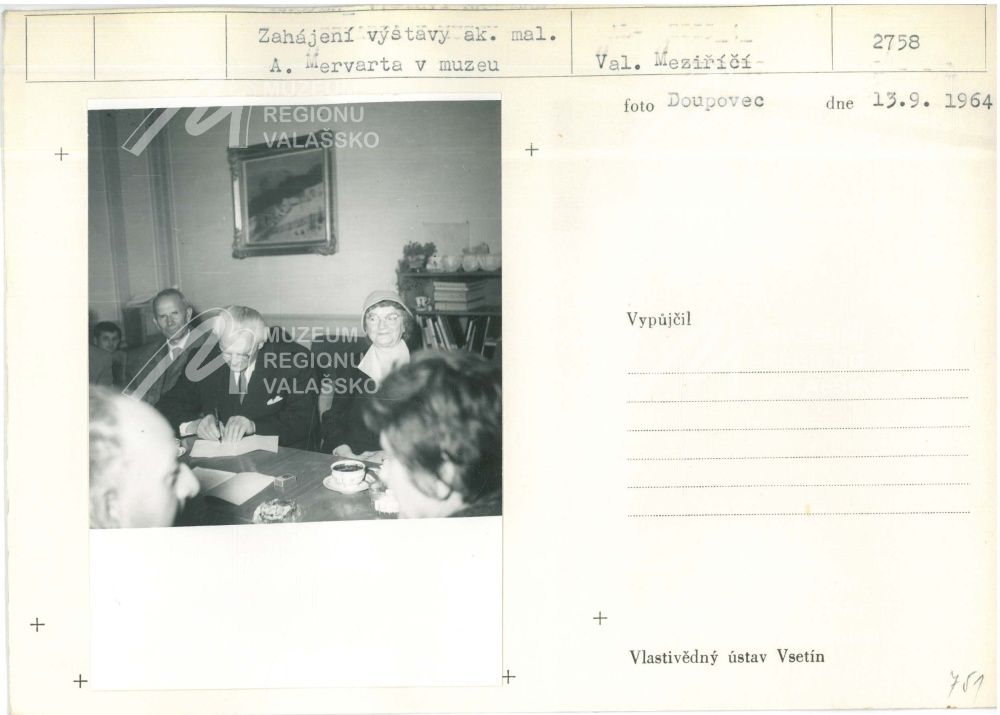 Zahájení výstavy ak. mal.
A. Mervarta v muzeu
Val. Meziříčí
2758
foto Doupovec dne 13.9. 1964
MUZEUM
REGIONU
VALAŠSKO
MUZEUM
REGIONU
VALAŠSKO
Vypůjčil
Vlastivědný ústav Vsetín
751